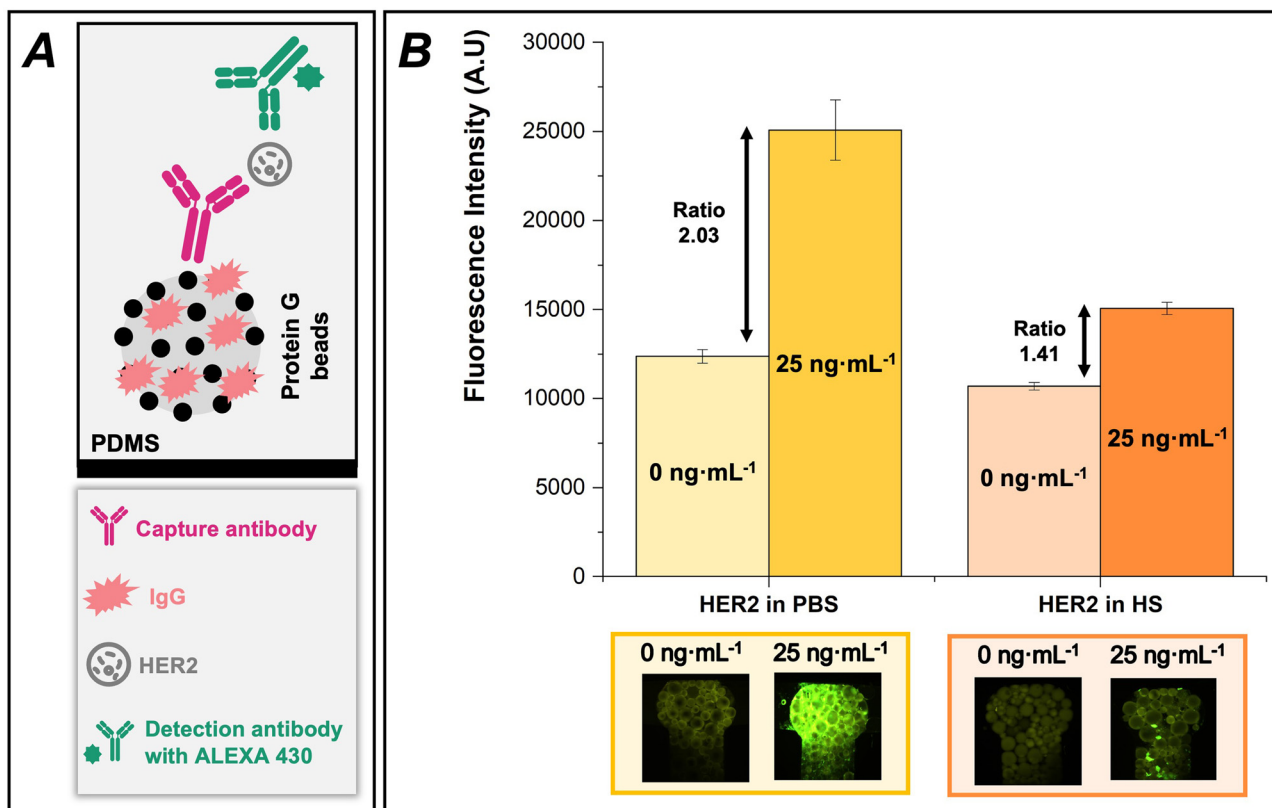 A
Protein G
beads
PDMS
Capture antibody
IgG
HER2
Detection antibody
with ALEXA 430
B
Fluorescence Intensity (A.U)
30000
25000
20000
15000
10000
5000
0
Ratio
2.03
25 ng·mL⁻¹
0 ng·mL⁻¹
Ratio
1.41
25 ng·mL⁻¹
0 ng·mL⁻¹
HER2 in PBS
HER2 in HS
0 ng·mL⁻¹ 25 ng·mL⁻¹
0 ng·mL⁻¹ 25 ng·mL⁻¹